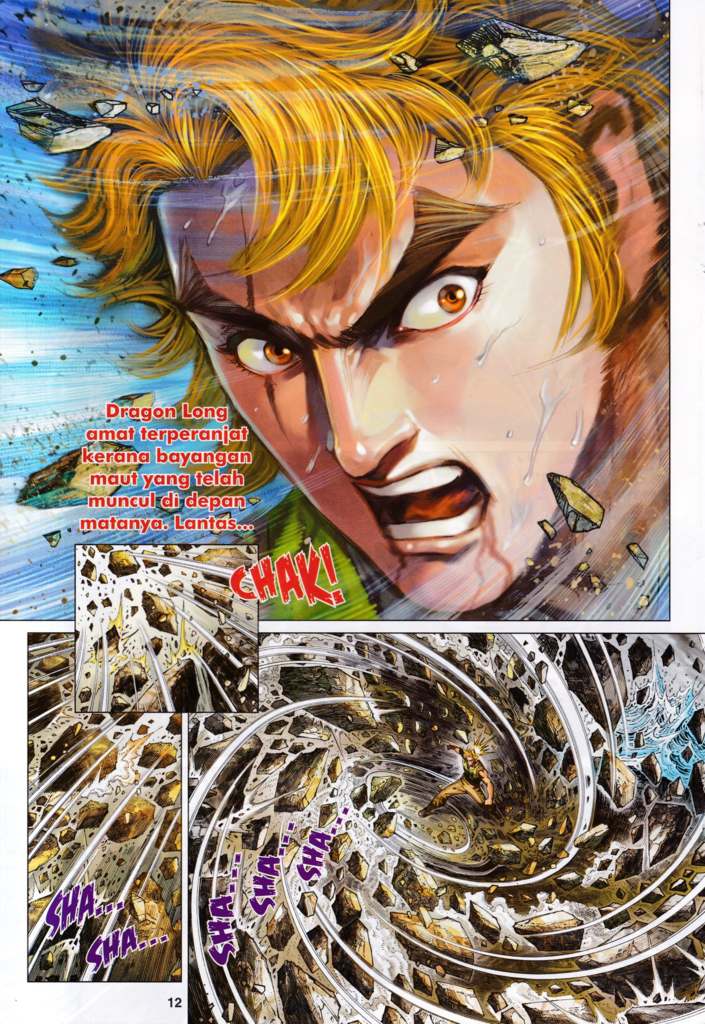 Dragon Long
amat terperanjat
kerana bayangan
maut yang telah
muncul di depan
matanya. Lantas...
CHAK!
SHA...
SHA...
SHA...
SHA...
SHA...
12